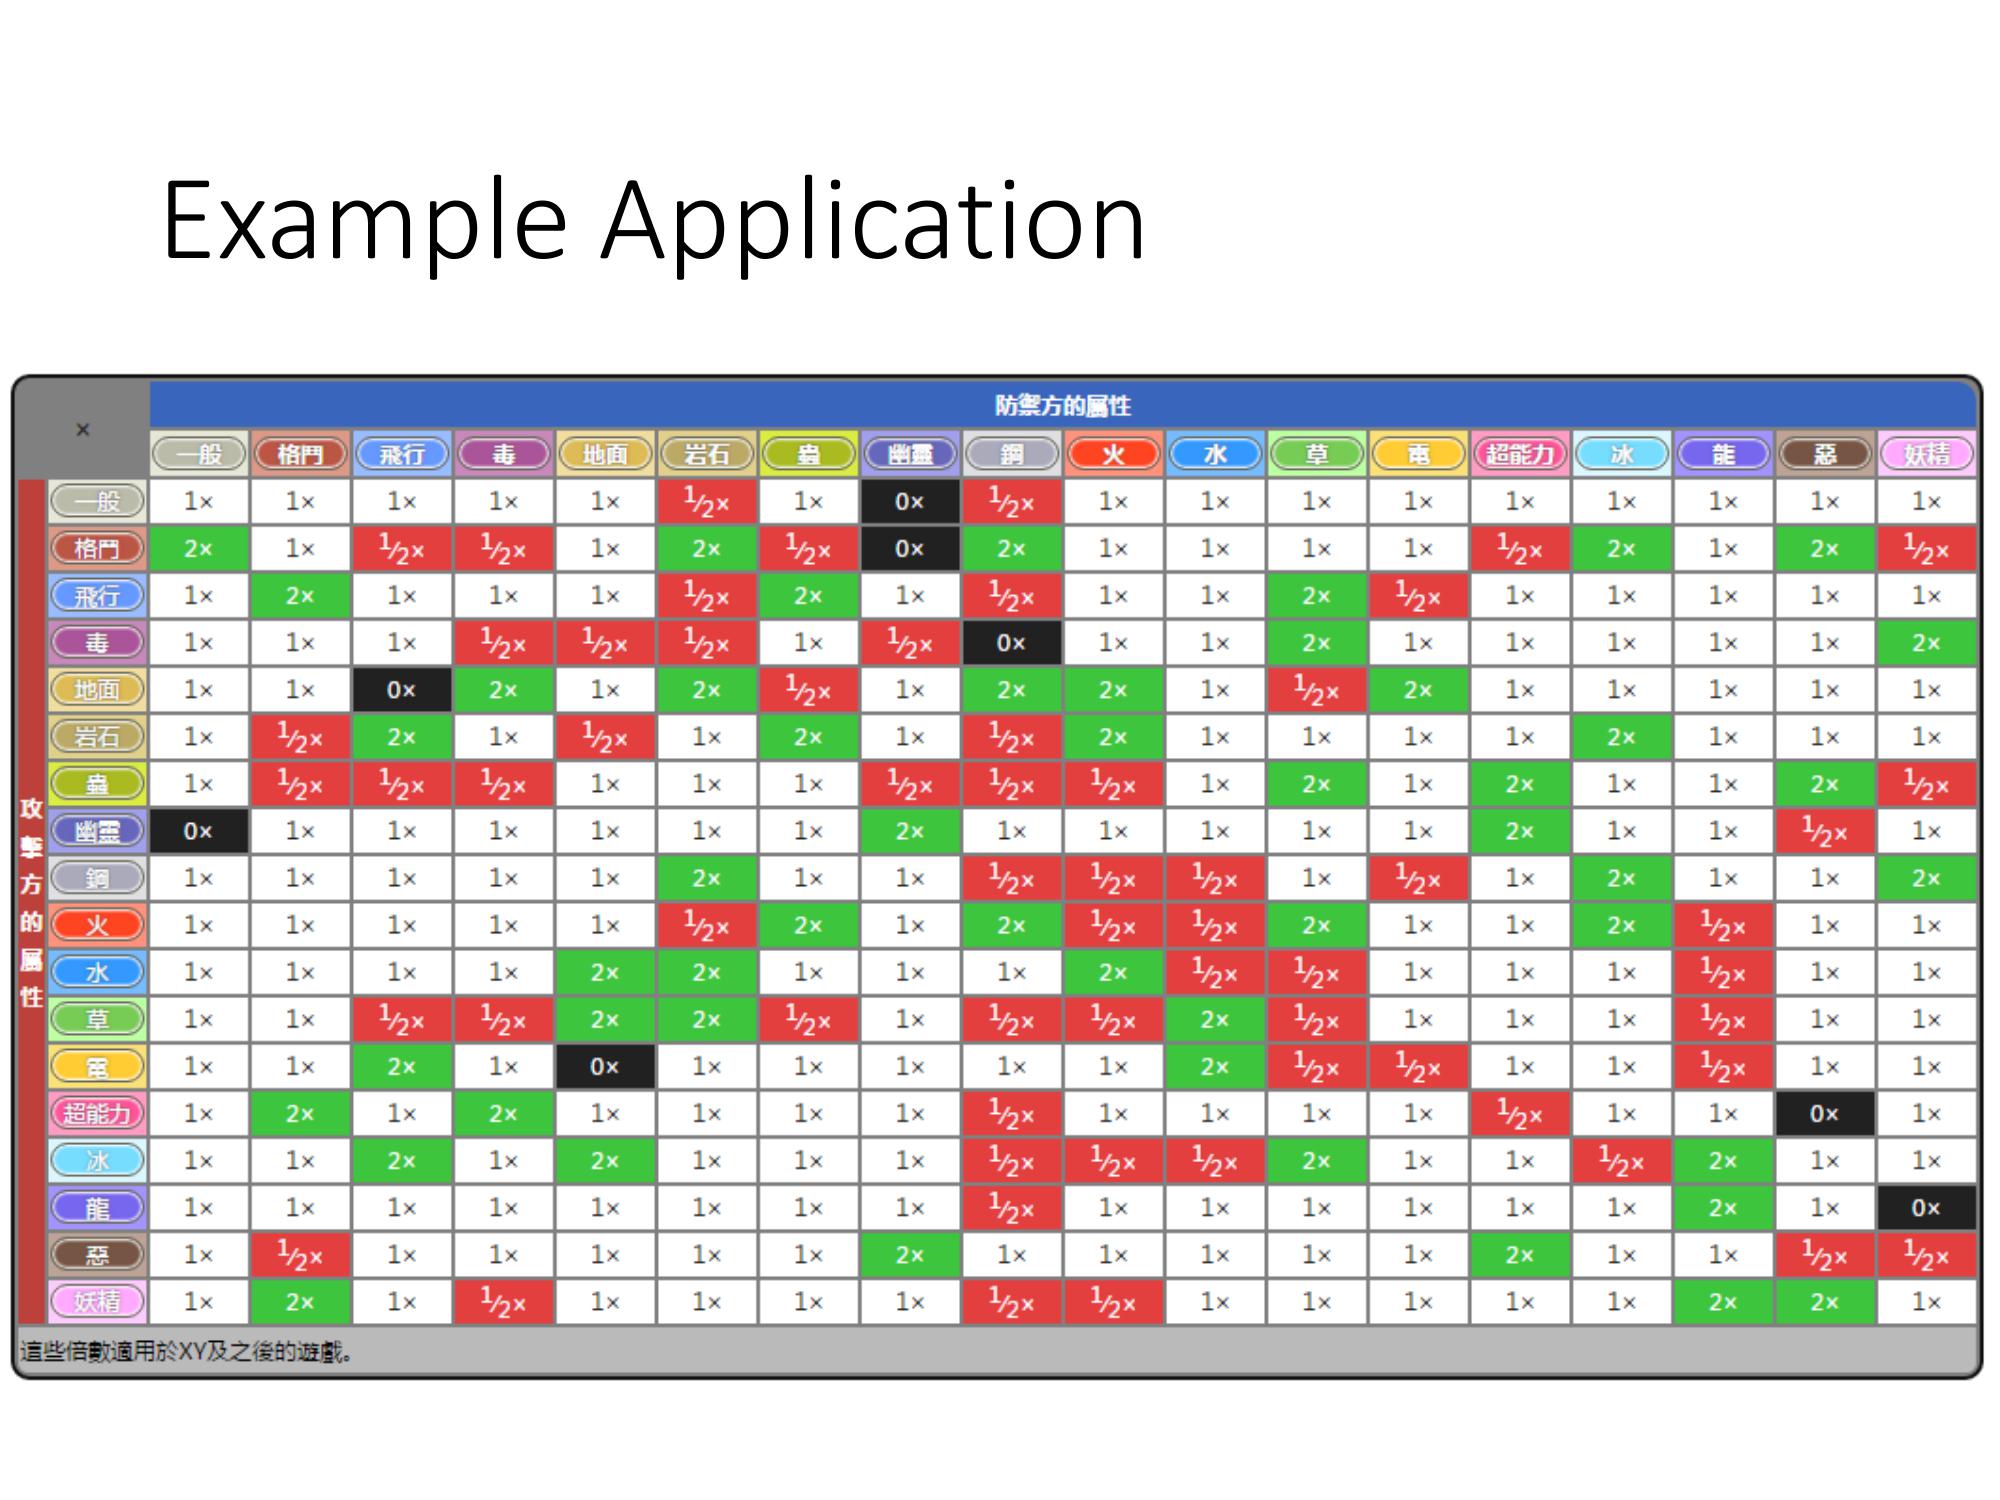 Example Application
× 防禦方的屬性
一般 格鬥 飛行 毒 地面 岩石 蟲 幽靈 鋼 火 水 草 電 超能力 冰 龍 惡 妖精
攻擊方的屬性
一般 1× 1× 1× 1× 1× 1/2× 1× 0× 1/2× 1× 1× 1× 1× 1× 1× 1× 1× 1×
格鬥 2× 1× 1/2× 1/2× 1× 2× 1/2× 0× 2× 1× 1× 1× 1× 1/2× 2× 1× 2× 1/2×
飛行 1× 2× 1× 1× 1× 1/2× 2× 1× 1/2× 1× 1× 2× 1/2× 1× 1× 1× 1× 1×
毒 1× 1× 1× 1/2× 1/2× 1/2× 1× 1/2× 0× 1× 1× 2× 1× 1× 1× 1× 1× 2×
地面 1× 1× 0× 2× 1× 2× 1/2× 1× 2× 2× 1× 1/2× 2× 1× 1× 1× 1× 1×
岩石 1× 1/2× 2× 1× 1/2× 1× 2× 1× 1/2× 2× 1× 1× 1× 1× 2× 1× 1× 1×
蟲 1× 1/2× 1/2× 1/2× 1× 1× 1× 1/2× 1/2× 1/2× 1× 2× 1× 2× 1× 1× 2× 1/2×
幽靈 0× 1× 1× 1× 1× 1× 1× 2× 1× 1× 1× 1× 1× 2× 1× 1× 1/2× 1×
鋼 1× 1× 1× 1× 1× 2× 1× 1× 1/2× 1/2× 1/2× 1× 1/2× 1× 2× 1× 1× 2×
火 1× 1× 1× 1× 1× 1/2× 2× 1× 2× 1/2× 1/2× 2× 1× 1× 2× 1/2× 1× 1×
水 1× 1× 1× 1× 2× 2× 1× 1× 1× 2× 1/2× 1/2× 1× 1× 1× 1/2× 1× 1×
草 1× 1× 1/2× 1/2× 2× 2× 1/2× 1× 1/2× 1/2× 2× 1/2× 1× 1× 1× 1/2× 1× 1×
電 1× 1× 2× 1× 0× 1× 1× 1× 1× 1× 2× 1/2× 1/2× 1× 1× 1/2× 1× 1×
超能力 1× 2× 1× 2× 1× 1× 1× 1× 1/2× 1× 1× 1× 1× 1/2× 1× 1× 0× 1×
冰 1× 1× 2× 1× 2× 1× 1× 1× 1/2× 1/2× 1/2× 2× 1× 1× 1/2× 2× 1× 1×
龍 1× 1× 1× 1× 1× 1× 1× 1× 1/2× 1× 1× 1× 1× 1× 1× 2× 1× 0×
惡 1× 1/2× 1× 1× 1× 1× 1× 2× 1× 1× 1× 1× 1× 2× 1× 1× 1/2× 1/2×
妖精 1× 2× 1× 1/2× 1× 1× 1× 1× 1/2× 1/2× 1× 1× 1× 1× 1× 2× 2× 1×
這些倍數適用於XY及之後的遊戲。